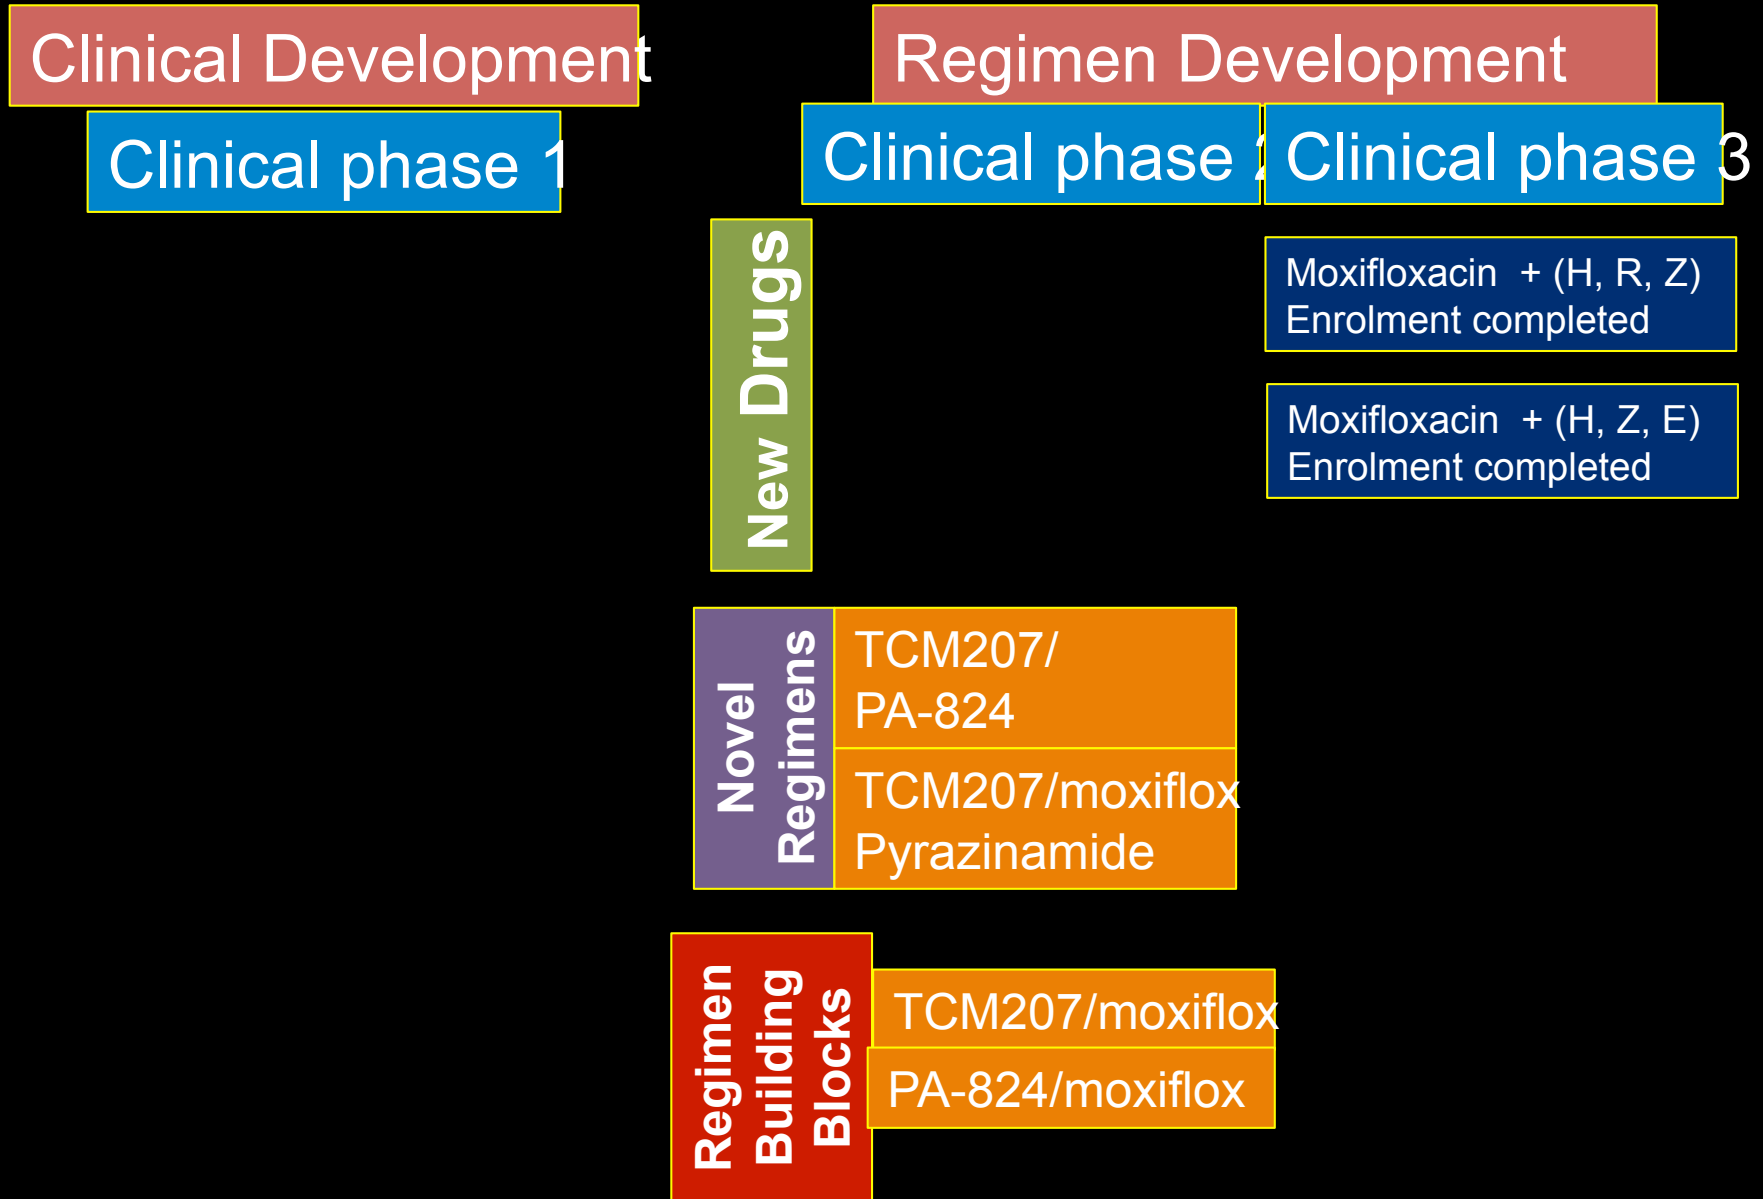 Clinical Development
Regimen Development
Clinical phase 1
Clinical phase 2
Clinical phase 3
New Drugs
Moxifloxacin + (H, R, Z)
Enrolment completed
Moxifloxacin + (H, Z, E)
Enrolment completed
Novel
Regimens
TCM207/
PA-824
TCM207/moxiflox
Pyrazinamide
Regimen
Building
Blocks
TCM207/moxiflox
PA-824/moxiflox